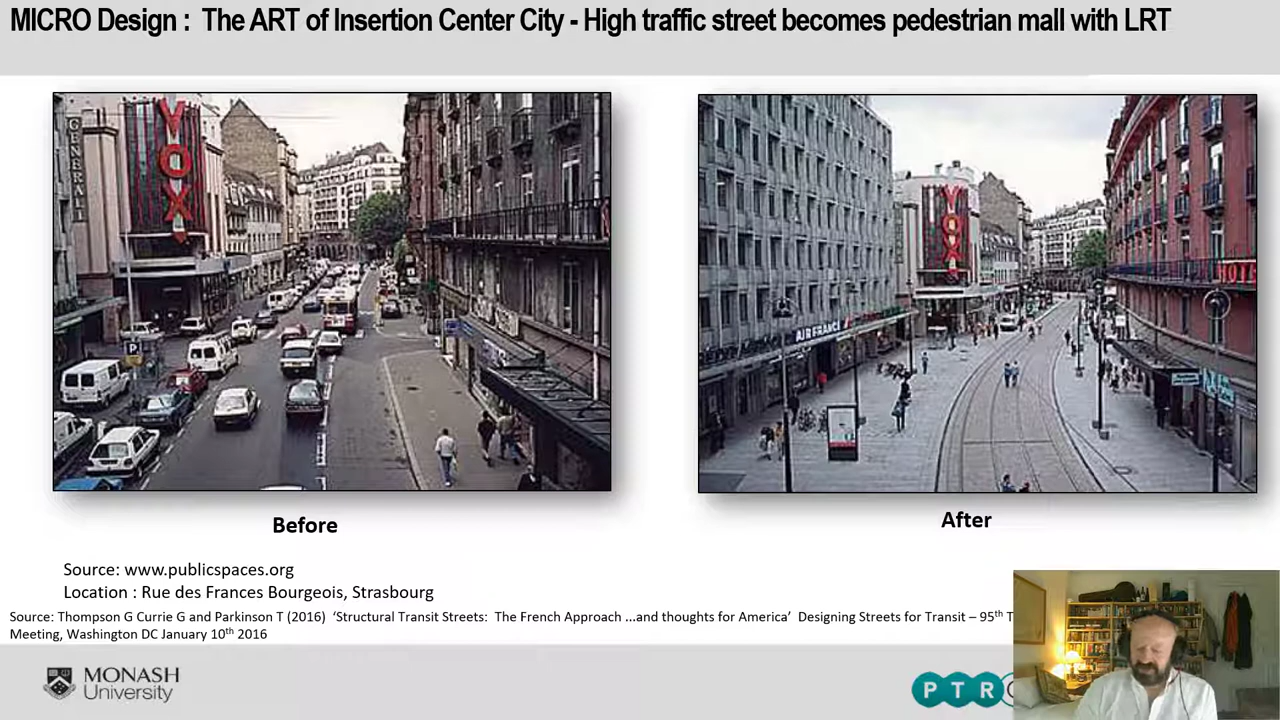 MICRO Design : The ART of Insertion Center City - High traffic street becomes pedestrian mall with LRT
GENERALI
VOX
P
VOX
AIR FRANCE
HOT
Before
After
Source: www.publicspaces.org
Location : Rue des Frances Bourgeois, Strasbourg
Source: Thompson G Currie G and Parkinson T (2016) ‘Structural Transit Streets: The French Approach ...and thoughts for America’ Designing Streets for Transit – 95th T
Meeting, Washington DC January 10th 2016
MONASH
University
PTR